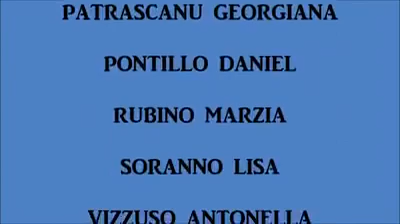 PATRASCANU GEORGIANA
PONTILLO DANIEL
RUBINO MARZIA
SORANNO LISA
VIZZUSO ANTONELLA